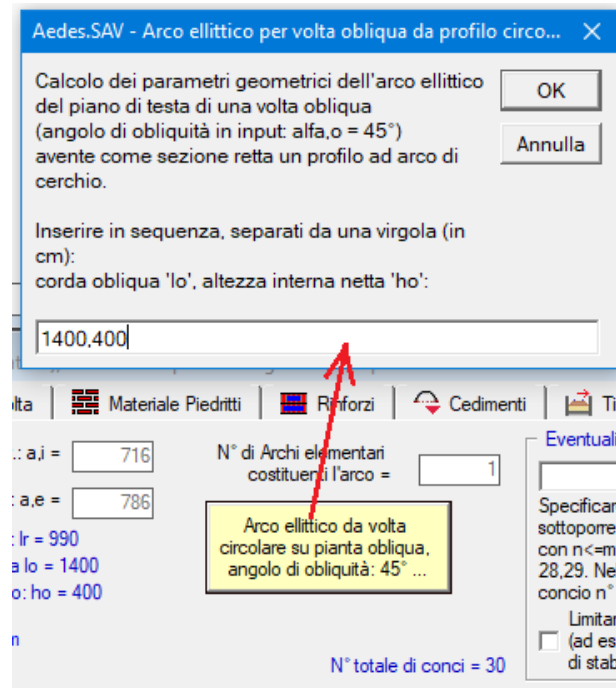 Aedes.SAV - Arco ellittico per volta obliqua da profilo circo...
Calcolo dei parametri geometrici dell'arco ellittico
OK
del piano di testa di una volta obliqua
(angolo di obliquità in input: alfa,o = 45°)
Annulla
avente come sezione retta un profilo ad arco di
cerchio.
Inserire in sequenza, separati da una virgola (in
cm):
corda obliqua 'lo', altezza interna netta 'ho':
1400,400
Materiale Piedritti
Rinforzi
Cedimenti
Ti
.: a,i = 716
N° di Archi elementari
costituenti l'arco = 1
Eventuali
: a,e = 786
Arco ellittico da volta
circolare su pianta obliqua,
angolo di obliquità: 45° ...
: lr = 990
a lo = 1400
o: ho = 400
Specificar
sottoporre
con n<=m
28,29. Ne
concio n°
Limitar
(ad es
di stab
m
N° totale di conci = 30